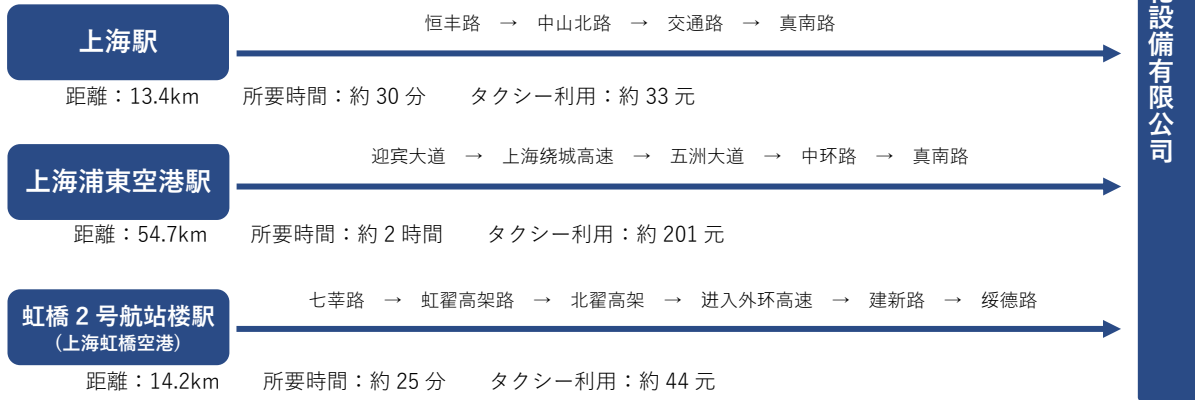 恒丰路 → 中山北路 → 交通路 → 真南路
上海駅
距離：13.4km 所要時間：約 30 分 タクシー利用：約 33 元
迎宾大道 → 上海绕城高速 → 五洲大道 → 中环路 → 真南路
上海浦東空港駅
距離：54.7km 所要時間：約 2 時間 タクシー利用：約 201 元
七莘路 → 虹翟高架路 → 北翟高架 → 进入外环高速 → 建新路 → 绥德路
虹橋 2 号航站楼駅
（上海虹橋空港）
距離：14.2km 所要時間：約 25 分 タクシー利用：約 44 元
設備有限公司